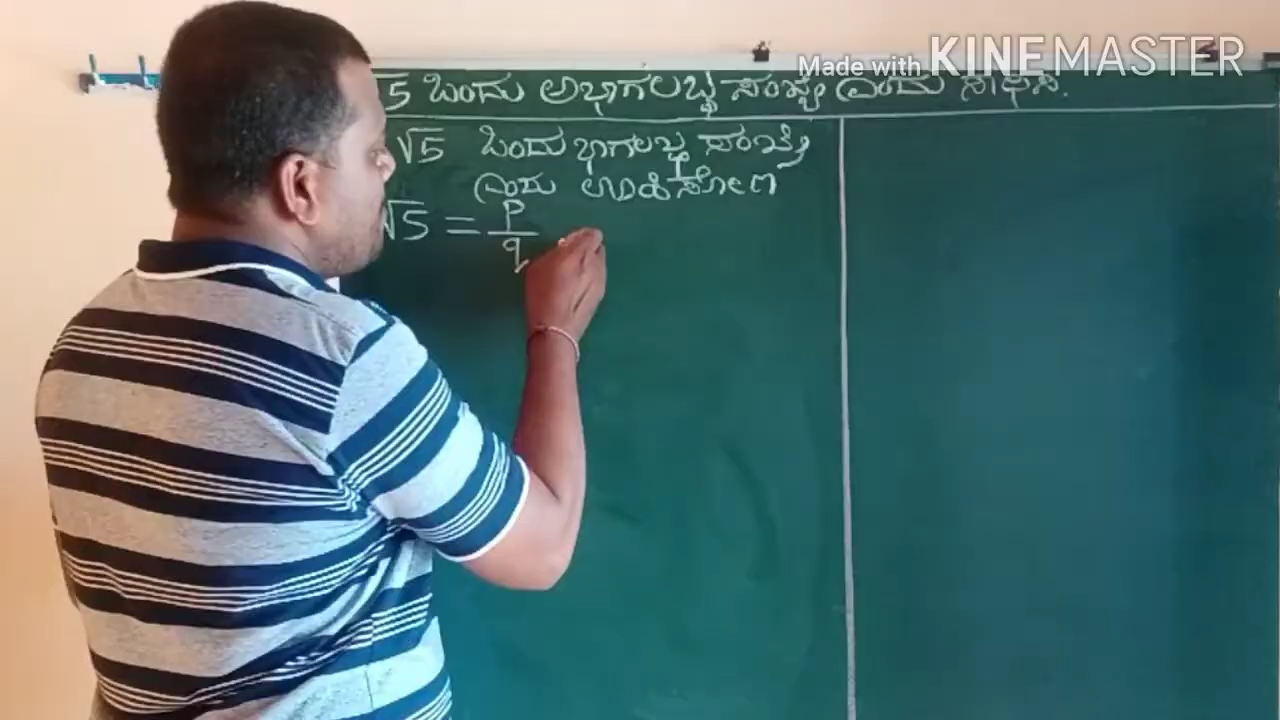 Made with KINEMASTER
√5 ಒಂದು ಅಭಾಗಲಬ್ಧ ಸಂಖ್ಯೆ ಎಂದು ಸಾಧಿಸಿ.
√5 ಒಂದು ಭಾಗಲಬ್ಧ ಸಂಖ್ಯೆ
ಎಂದು ಊಹಿಸೋಣ
√5 = p/q